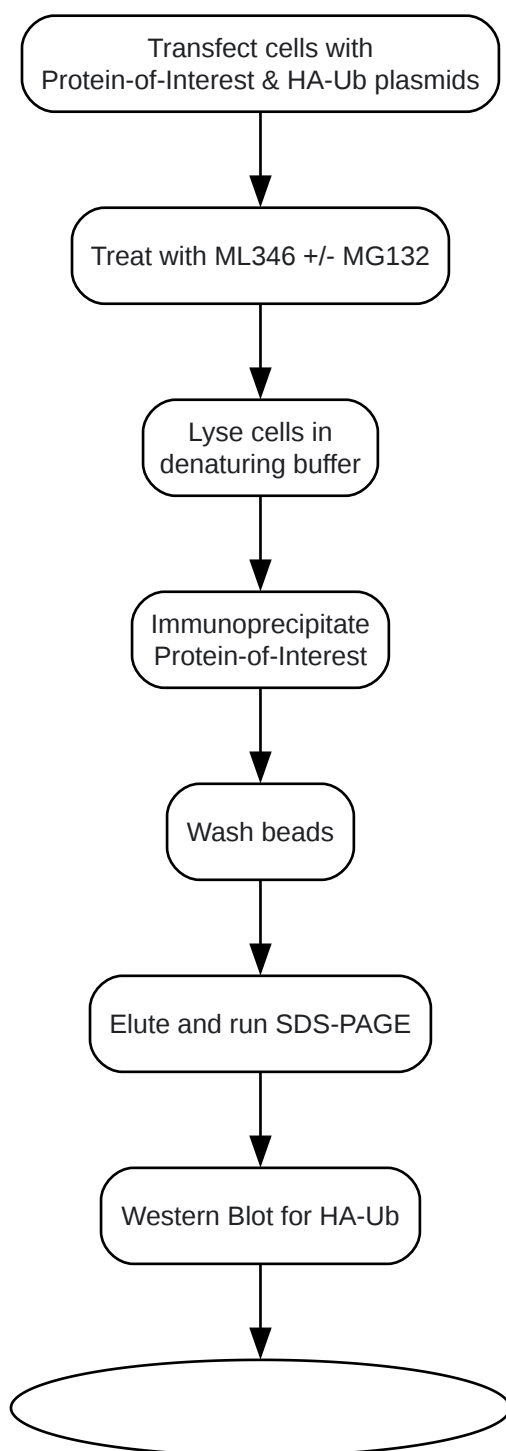 Transfect cells with
Protein-of-Interest & HA-Ub plasmids
Treat with ML346 +/- MG132
Lyse cells in
denaturing buffer
Immunoprecipitate
Protein-of-Interest
Wash beads
Elute and run SDS-PAGE
Western Blot for HA-Ub